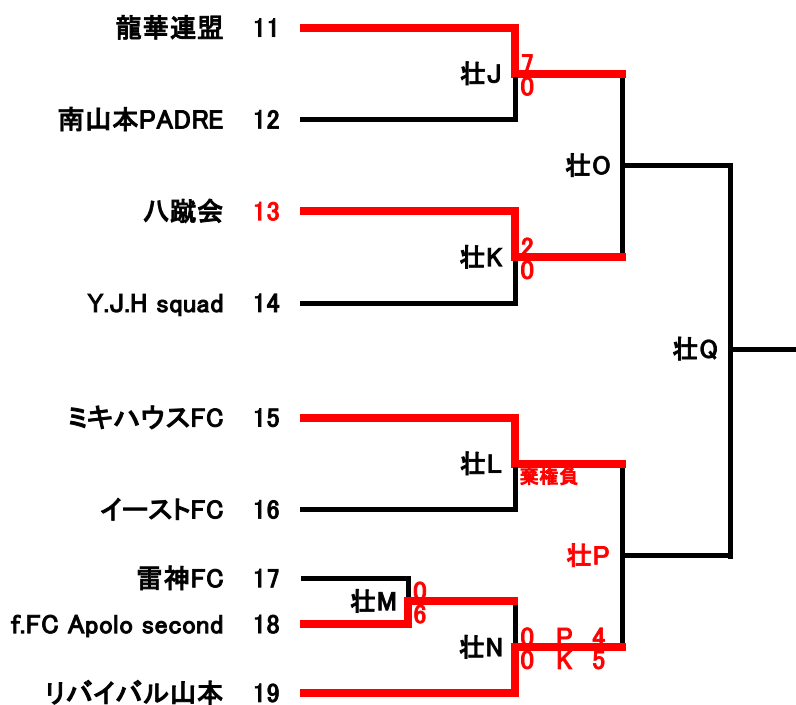 龍華連盟 11
壮J 7
0
南山本PADRE 12
壮O
八蹴会 13
壮K 2
0
Y.J.H squad 14
壮Q
ミキハウスFC 15
壮L
棄権負
イーストFC 16
壮P
雷神FC 17
壮M 0
6
f.FC Apolo second 18
壮N 0 P 4
0 K 5
リバイバル山本 19